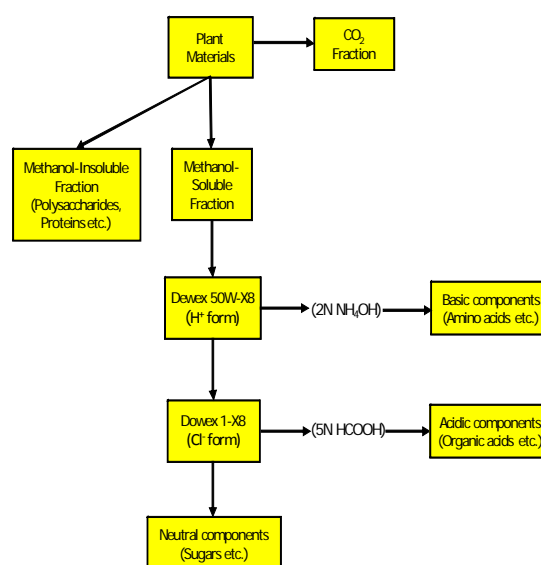 Plant
Materials
CO₂
Fraction
Methanol-Insoluble
Fraction
(Polysaccharides,
Proteins etc.)
Methanol-
Soluble
Fraction
Dewex 50W-X8
(H⁺ form)
(2N NH₄OH)
Basic components
(Amino acids etc.)
Dowex 1-X8
(Cl⁻ form)
(5N HCOOH)
Acidic components
(Organic acids etc.)
Neutral components
(Sugars etc.)